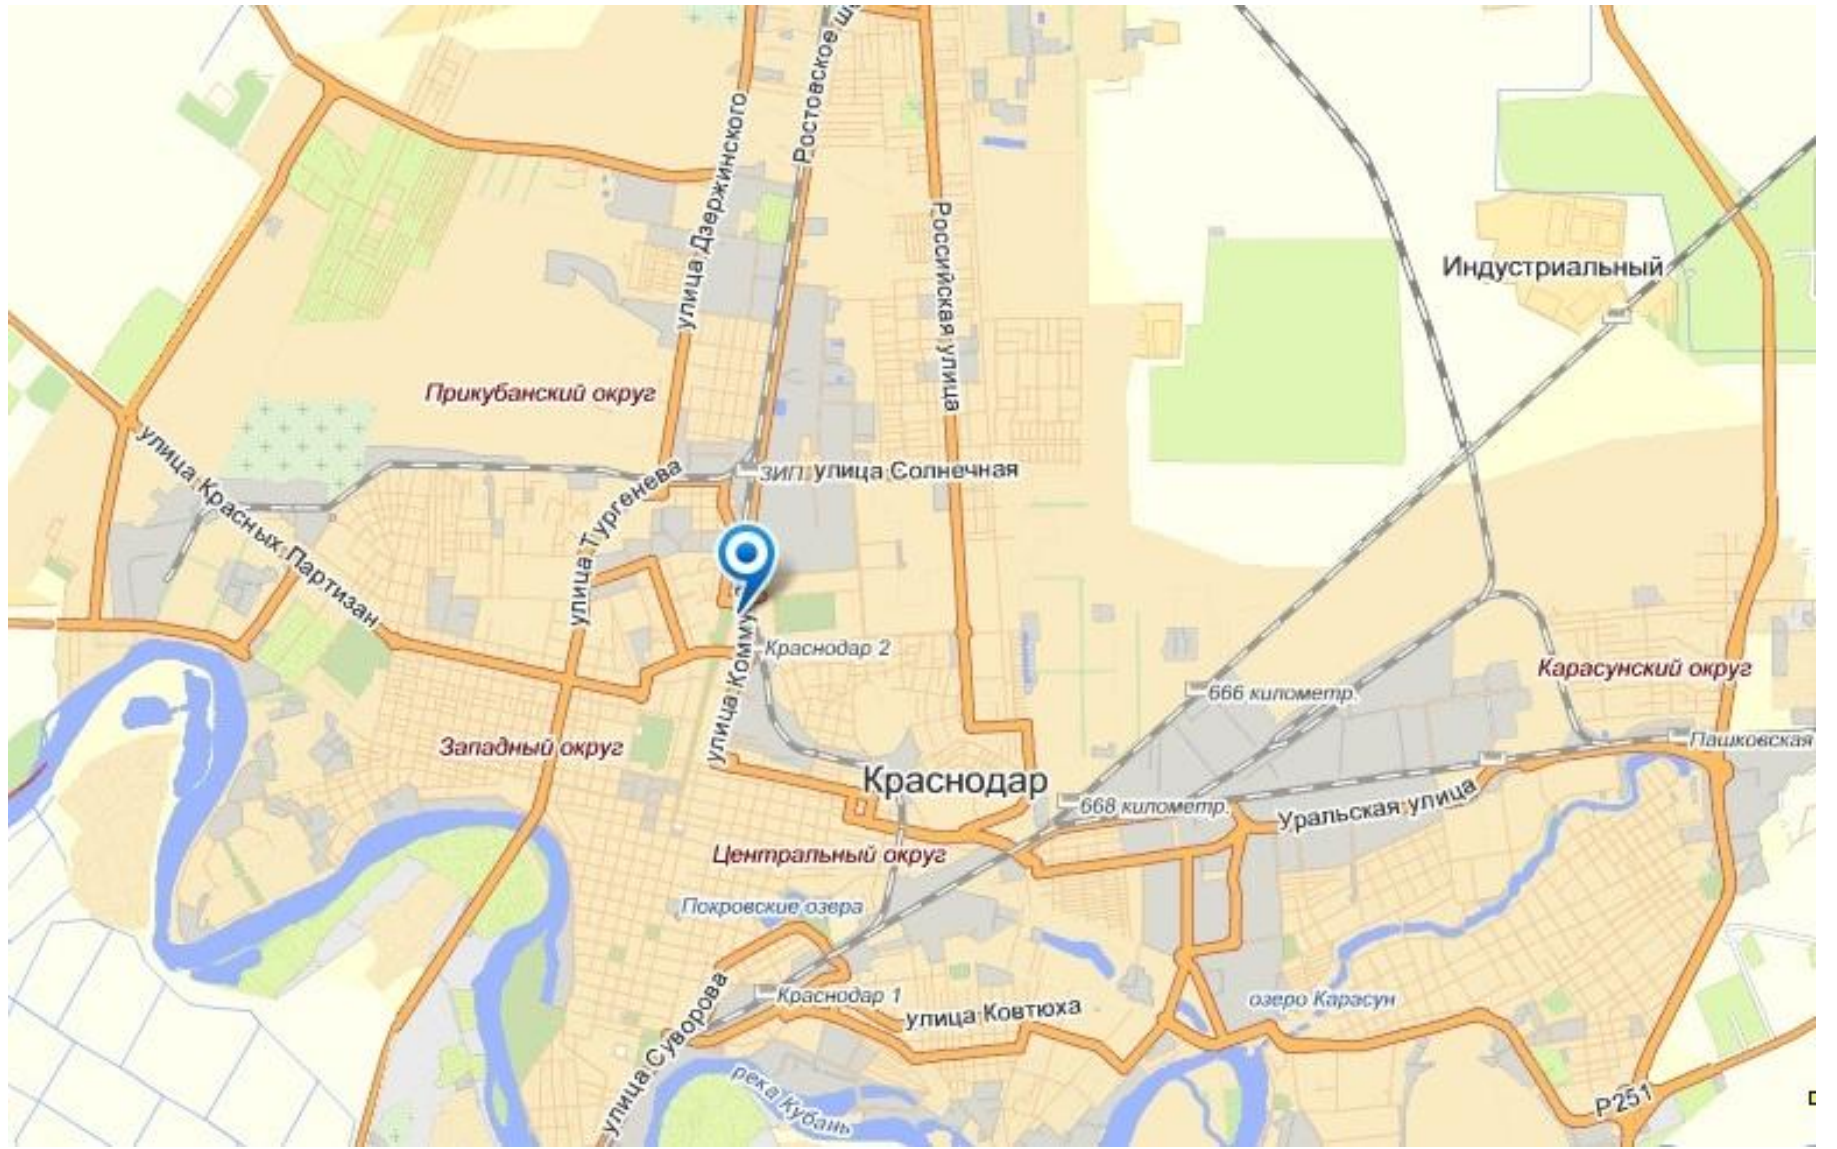 Ростовское ш
улица Дзержинского
Российская улица
Индустриальный
Прикубанский округ
улица Красных Партизан
улица Тургенева
ЗИП
улица Солнечная
улица Комму
Краснодар 2
Карасунский округ
666 километр.
Западный округ
Пашковская
Краснодар
668 километр.
Уральская улица
Центральный округ
Покровские озера
Краснодар 1
улица Ковтюха
озеро Карасун
улица Суворова
река Кубань
Р251